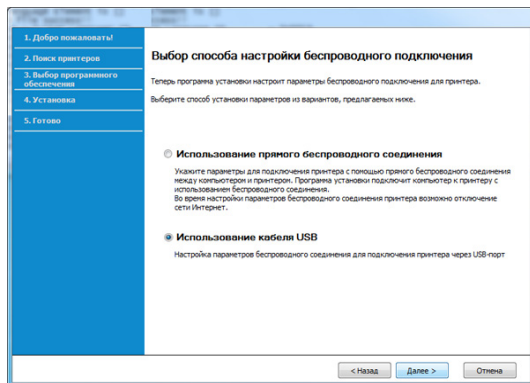 1. Добро пожаловать!
2. Поиск принтеров
3. Выбор программного
обеспечения
4. Установка
5. Готово
Выбор способа настройки беспроводного подключения
Теперь программа установки настроит параметры беспроводного подключения для принтера.
Выберите способ установки параметров из вариантов, предлагаемых ниже.
Использование прямого беспроводного соединения
Укажите параметры для подключения принтера с помощью прямого беспроводного соединения
между компьютером и принтером. Программа установки подключит компьютер к принтеру с
использованием беспроводного соединения.
Во время настройки параметров беспроводного соединения принтера возможно отключение
сети Интернет.
Использование кабеля USB
Настройка параметров беспроводного соединения для подключения принтера через USB-порт
< Назад
Далее >
Отмена